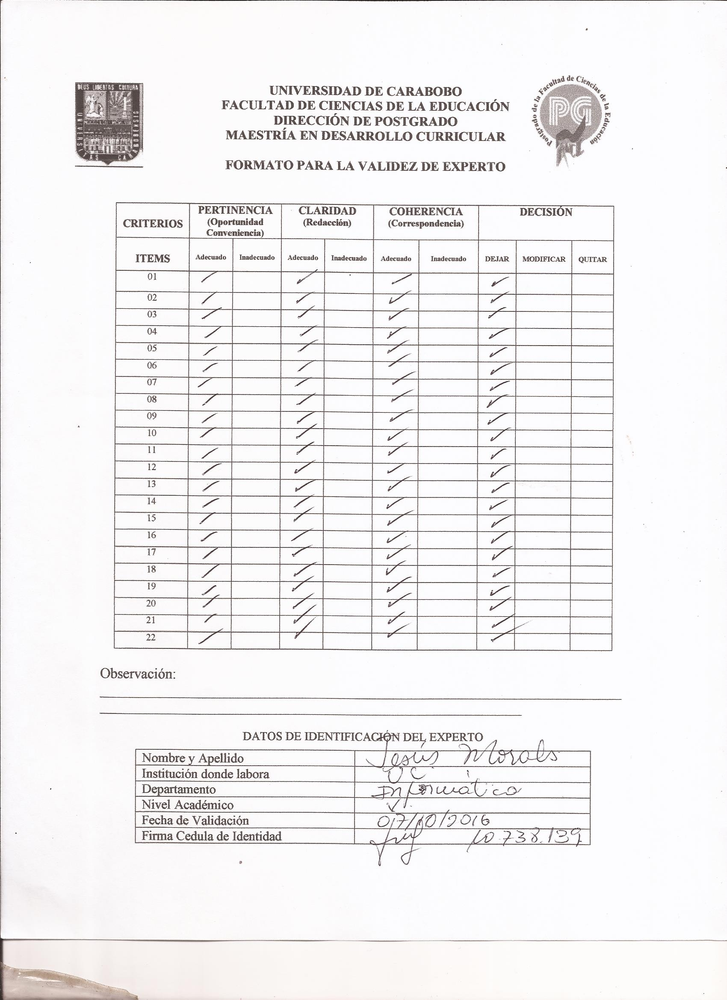 DEUS LIBERTAS CULTURA
UNIVERSITAS CARABOBENSIS
UNIVERSIDAD DE CARABOBO
FACULTAD DE CIENCIAS DE LA EDUCACIÓN
DIRECCIÓN DE POSTGRADO
MAESTRÍA EN DESARROLLO CURRICULAR
Postgrado de la Facultad de Ciencias de la Educación
PG
FORMATO PARA LA VALIDEZ DE EXPERTO
CRITERIOS PERTINENCIA (Oportunidad Conveniencia) CLARIDAD (Redacción) COHERENCIA (Correspondencia) DECISIÓN
ITEMS Adecuado Inadecuado Adecuado Inadecuado Adecuado Inadecuado DEJAR MODIFICAR QUITAR
01 ✓ ✓ ✓ ✓
02 ✓ ✓ ✓ ✓
03 ✓ ✓ ✓ ✓
04 ✓ ✓ ✓ ✓
05 ✓ ✓ ✓ ✓
06 ✓ ✓ ✓ ✓
07 ✓ ✓ ✓ ✓
08 ✓ ✓ ✓ ✓
09 ✓ ✓ ✓ ✓
10 ✓ ✓ ✓ ✓
11 ✓ ✓ ✓ ✓
12 ✓ ✓ ✓ ✓
13 ✓ ✓ ✓ ✓
14 ✓ ✓ ✓ ✓
15 ✓ ✓ ✓ ✓
16 ✓ ✓ ✓ ✓
17 ✓ ✓ ✓ ✓
18 ✓ ✓ ✓ ✓
19 ✓ ✓ ✓ ✓
20 ✓ ✓ ✓ ✓
21 ✓ ✓ ✓ ✓
22 ✓ ✓ ✓ ✓
Observación:
DATOS DE IDENTIFICACIÓN DEL EXPERTO
Nombre y Apellido Jesús Morales
Institución donde labora UC
Departamento Informática
Nivel Académico
Fecha de Validación 07/10/2016
Firma Cedula de Identidad 10.738.139